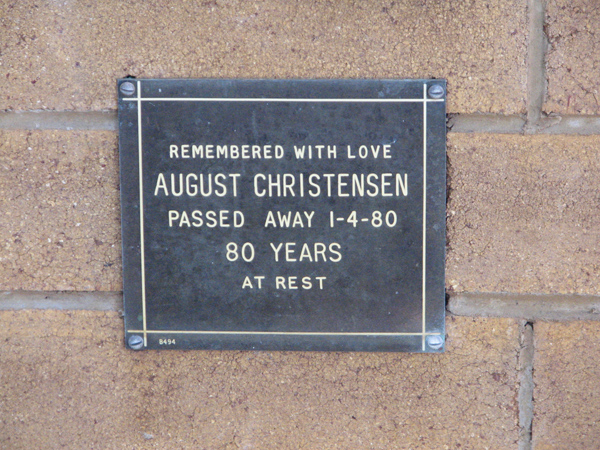 REMEMBERED WITH LOVE
AUGUST CHRISTENSEN
PASSED AWAY 1-4-80
80 YEARS
AT REST
8494